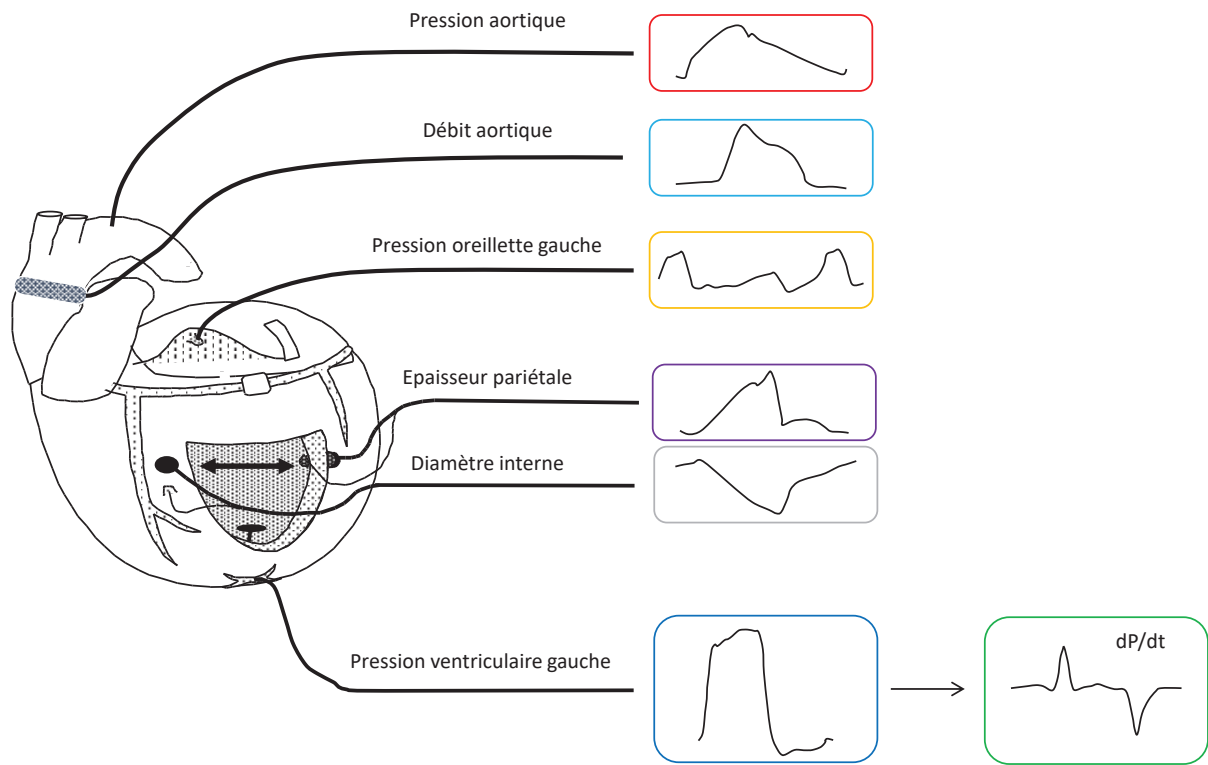 Pression aortique
Débit aortique
Pression oreillette gauche
Epaisseur pariétale
Diamètre interne
Pression ventriculaire gauche
dP/dt